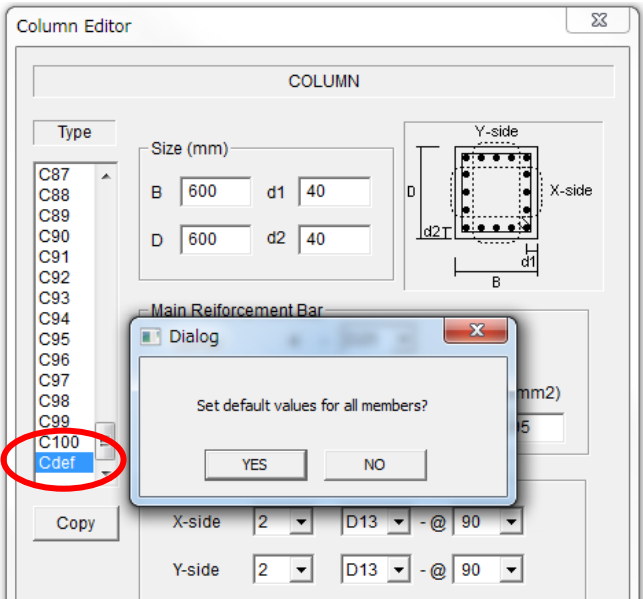 Column Editor
COLUMN
Type
C87
C88
C89
C90
C91
C92
C93
C94
C95
C96
C97
C98
C99
C100
Cdef
Copy
Size (mm)
B 600 d1 40
D 600 d2 40
Y-side
D
X-side
d2
d1
B
Main Reiforcement Bar
Dialog
Set default values for all members?
YES NO
mm2)
X-side 2 D13 - @ 90
Y-side 2 D13 - @ 90